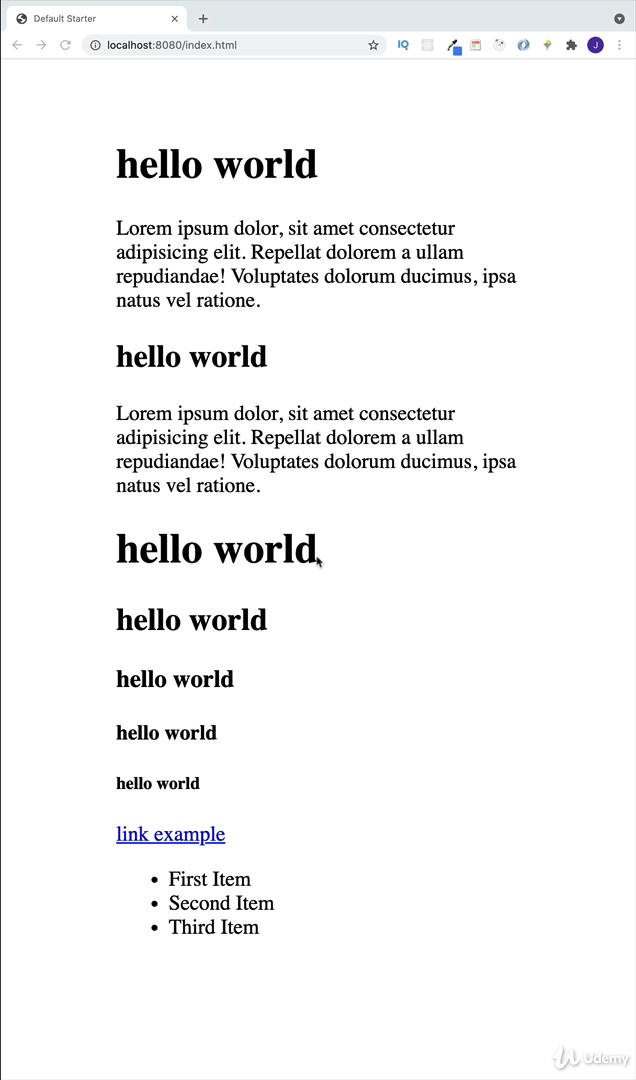 Default Starter
localhost:8080/index.html
IQ
J
hello world
Lorem ipsum dolor, sit amet consectetur
adipisicing elit. Repellat dolorem a ullam
repudiandae! Voluptates dolorum ducimus, ipsa
natus vel ratione.
hello world
Lorem ipsum dolor, sit amet consectetur
adipisicing elit. Repellat dolorem a ullam
repudiandae! Voluptates dolorum ducimus, ipsa
natus vel ratione.
hello world
hello world
hello world
hello world
hello world
link example
First Item
Second Item
Third Item
Udemy